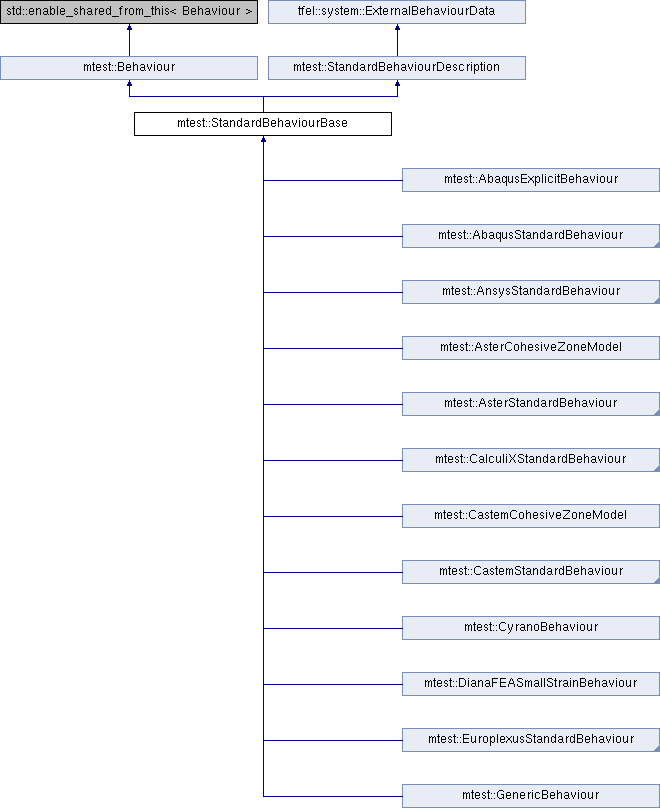 std::enable_shared_from_this< Behaviour >
tfel::system::ExternalBehaviourData
mtest::Behaviour
mtest::StandardBehaviourDescription
mtest::StandardBehaviourBase
mtest::AbaqusExplicitBehaviour
mtest::AbaqusStandardBehaviour
mtest::AnsysStandardBehaviour
mtest::AsterCohesiveZoneModel
mtest::AsterStandardBehaviour
mtest::CalculiXStandardBehaviour
mtest::CastemCohesiveZoneModel
mtest::CastemStandardBehaviour
mtest::CyranoBehaviour
mtest::DianaFEASmallStrainBehaviour
mtest::EuroplexusStandardBehaviour
mtest::GenericBehaviour